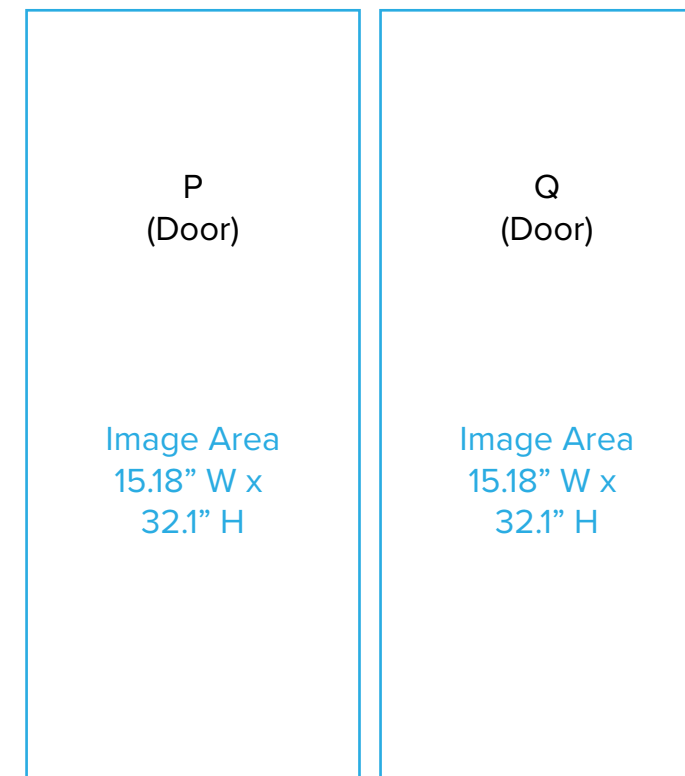 P
(Door)
Image Area
15.18” W x
32.1” H
Q
(Door)
Image Area
15.18” W x
32.1” H